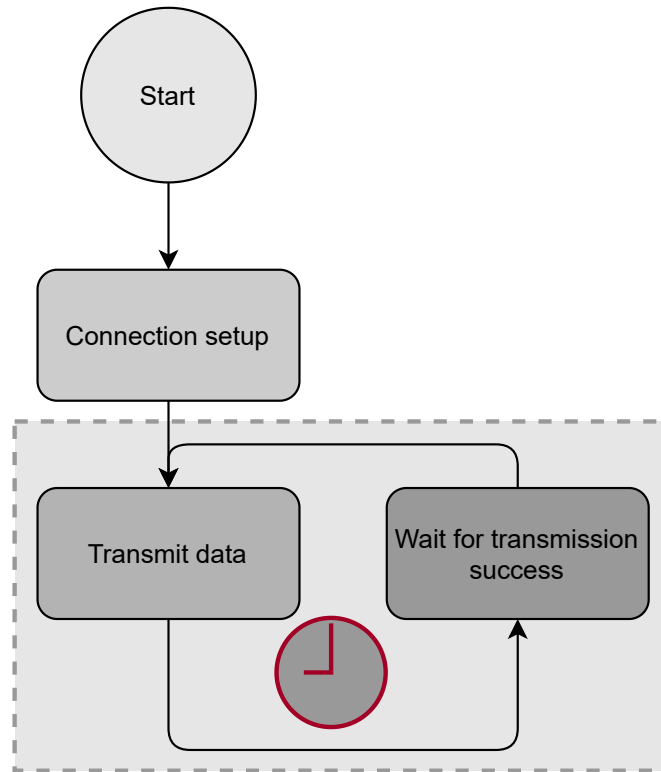 Start
Connection setup
Transmit data
Wait for transmission
success